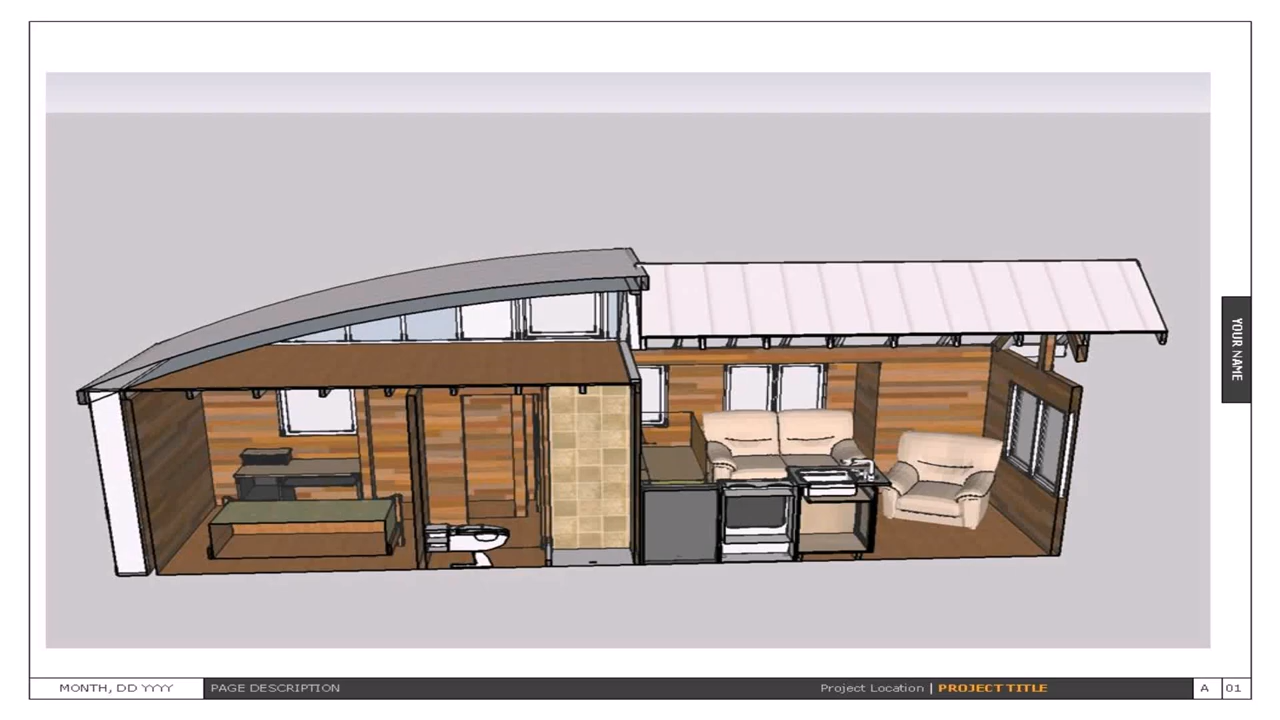 YOUR NAME
MONTH, DD YYYY
PAGE DESCRIPTION
Project Location | PROJECT TITLE
A 01